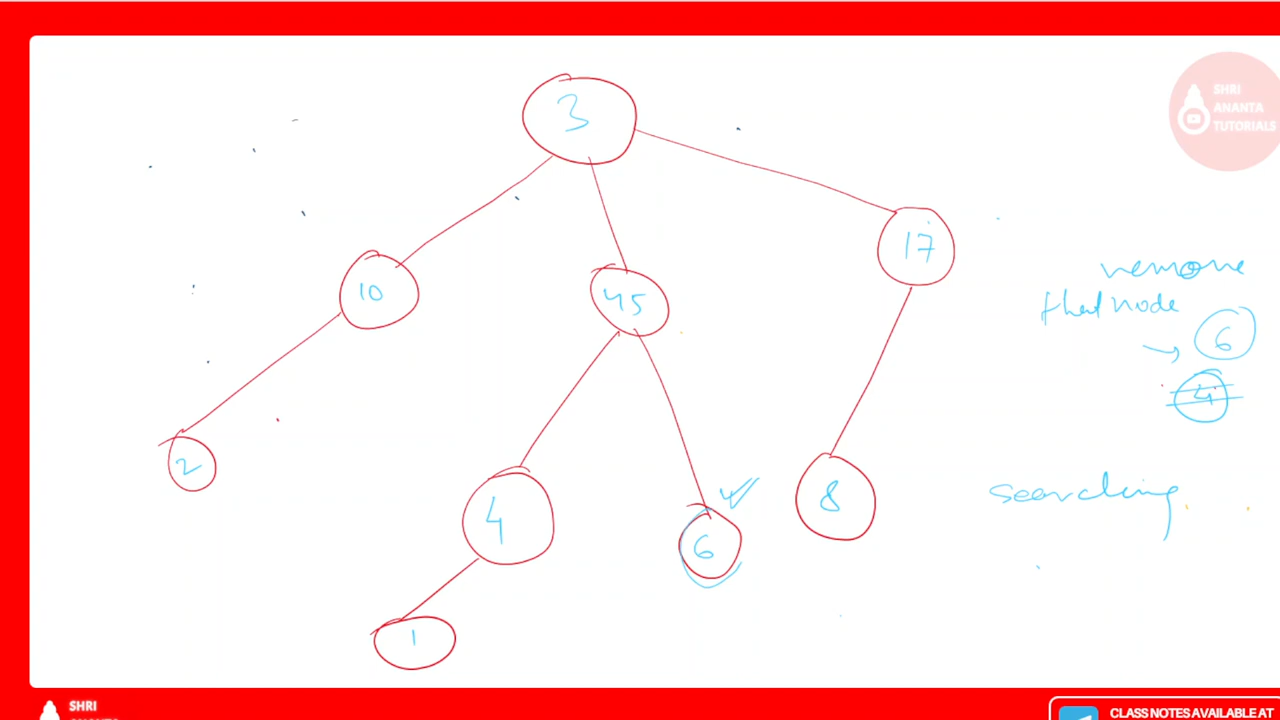 3
SHRI
ANANTA
TUTORIALS
17
10
45
remove
that node
6
4
2
4
6
8
searching
1
SHRI
CLASS NOTES AVAILABLE AT